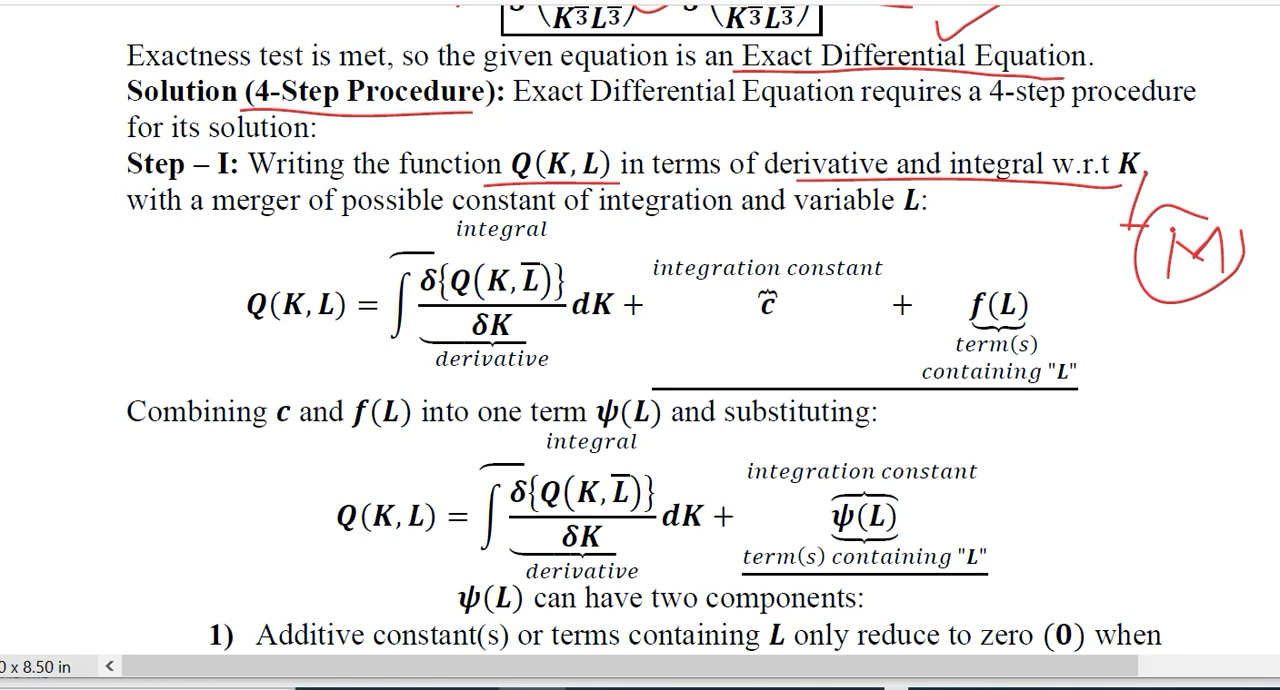 (K^3̅ L^3̅) (K^3̅ L^3̅)
Exactness test is met, so the given equation is an Exact Differential Equation.
Solution (4-Step Procedure): Exact Differential Equation requires a 4-step procedure
for its solution:
Step – I: Writing the function Q(K, L) in terms of derivative and integral w.r.t K,
with a merger of possible constant of integration and variable L:
integral
integration constant
Q(K, L) = ∫ δ{Q(K, L̅)}/δK dK + c + f(L)
derivative
term(s)
containing "L"
M
Combining c and f(L) into one term ψ(L) and substituting:
integral
integration constant
Q(K, L) = ∫ δ{Q(K, L̅)}/δK dK + ψ(L)
derivative
term(s) containing "L"
ψ(L) can have two components:
1) Additive constant(s) or terms containing L only reduce to zero (0) when
0 x 8.50 in